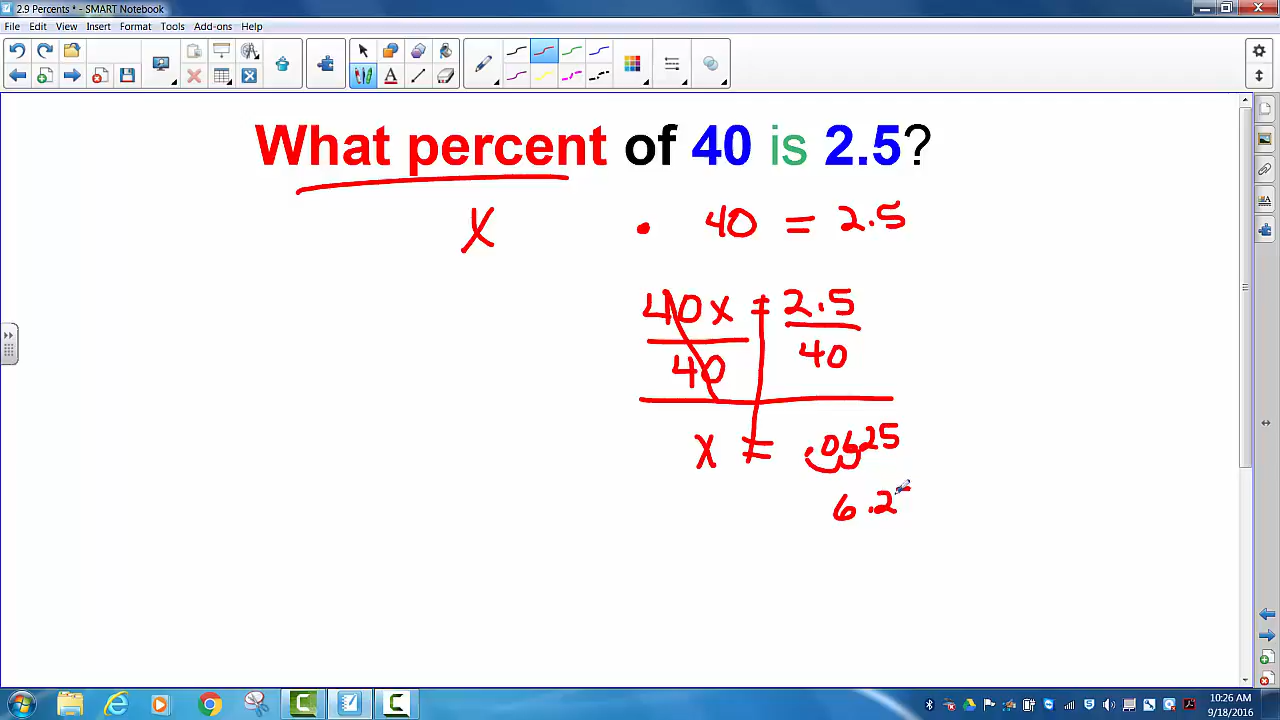 2.9 Percents * - SMART Notebook
File Edit View Insert Format Tools Add-ons Help
What percent of 40 is 2.5?
X · 40 = 2.5
40x = 2.5
40 40
x = .0625
6.2
10:26 AM
9/18/2016